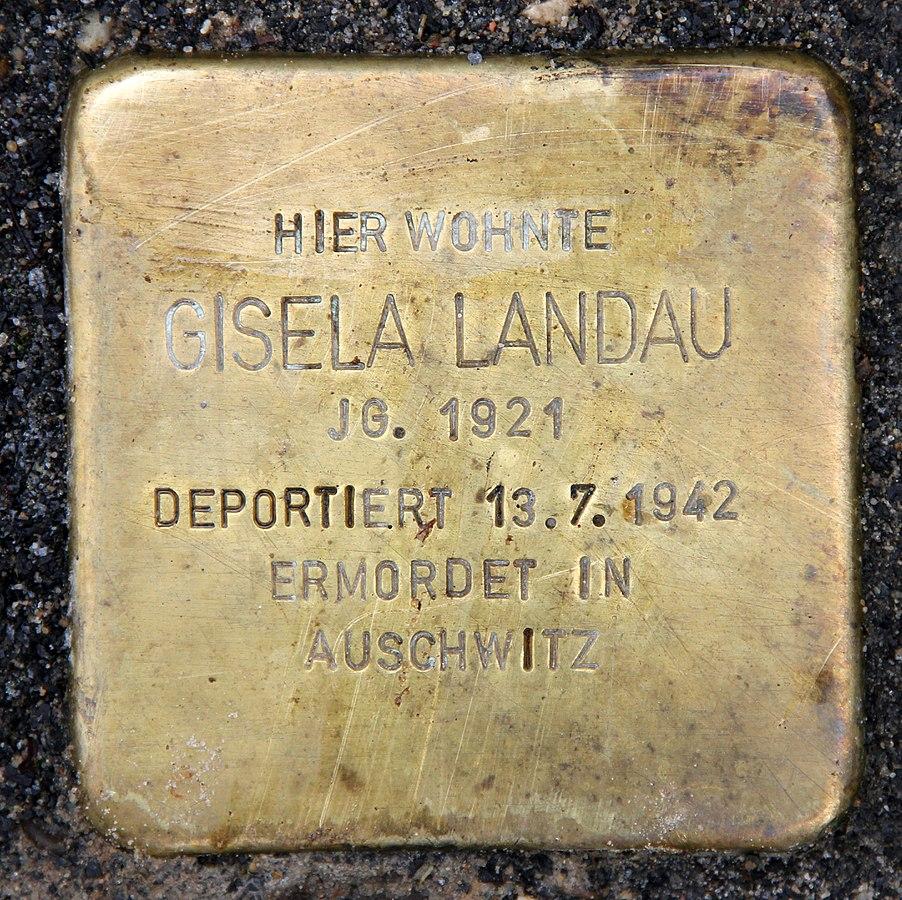 HIER WOHNTE
GISELA LANDAU
JG. 1921
DEPORTIERT 13.7.1942
ERMORDET IN
AUSCHWITZ